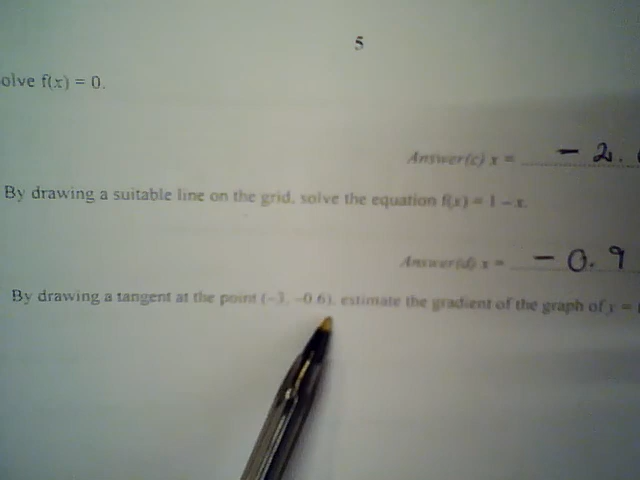 5
olve f(x) = 0.
Answer(c) x = - 2.
By drawing a suitable line on the grid, solve the equation f(x) = 1 - x.
Answer(d) x = - 0.9
By drawing a tangent at the point (-3, -0.6), estimate the gradient of the graph of y =